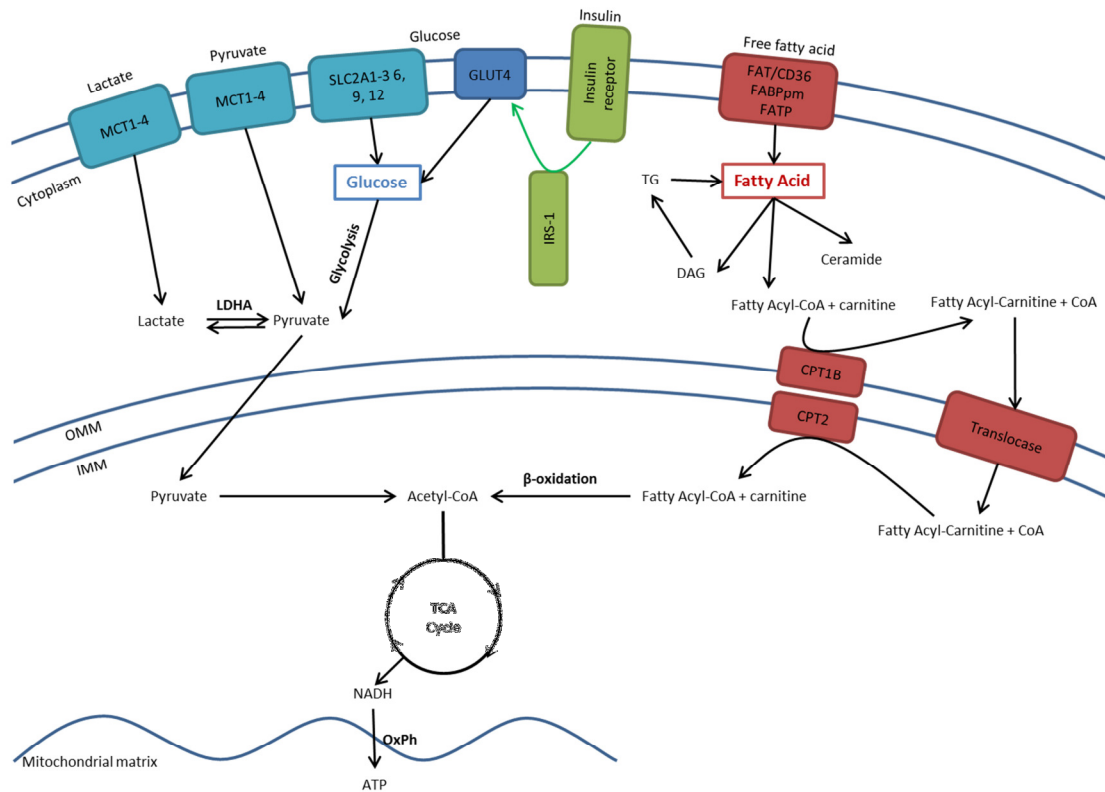 Insulin
Glucose
Free fatty acid
Pyruvate
Lactate
MCT1-4
MCT1-4
SLC2A1-3 6,
9, 12
GLUT4
Insulin
receptor
FAT/CD36
FABPpm
FATP
Cytoplasm
Glucose
TG
Fatty Acid
IRS-1
Glycolysis
DAG
Ceramide
Fatty Acyl-CoA + carnitine
Fatty Acyl-Carnitine + CoA
Lactate
LDHA
Pyruvate
CPT1B
CPT2
Translocase
OMM
IMM
Pyruvate
Acetyl-CoA
β-oxidation
Fatty Acyl-CoA + carnitine
Fatty Acyl-Carnitine + CoA
TCA
Cycle
NADH
OxPh
Mitochondrial matrix
ATP